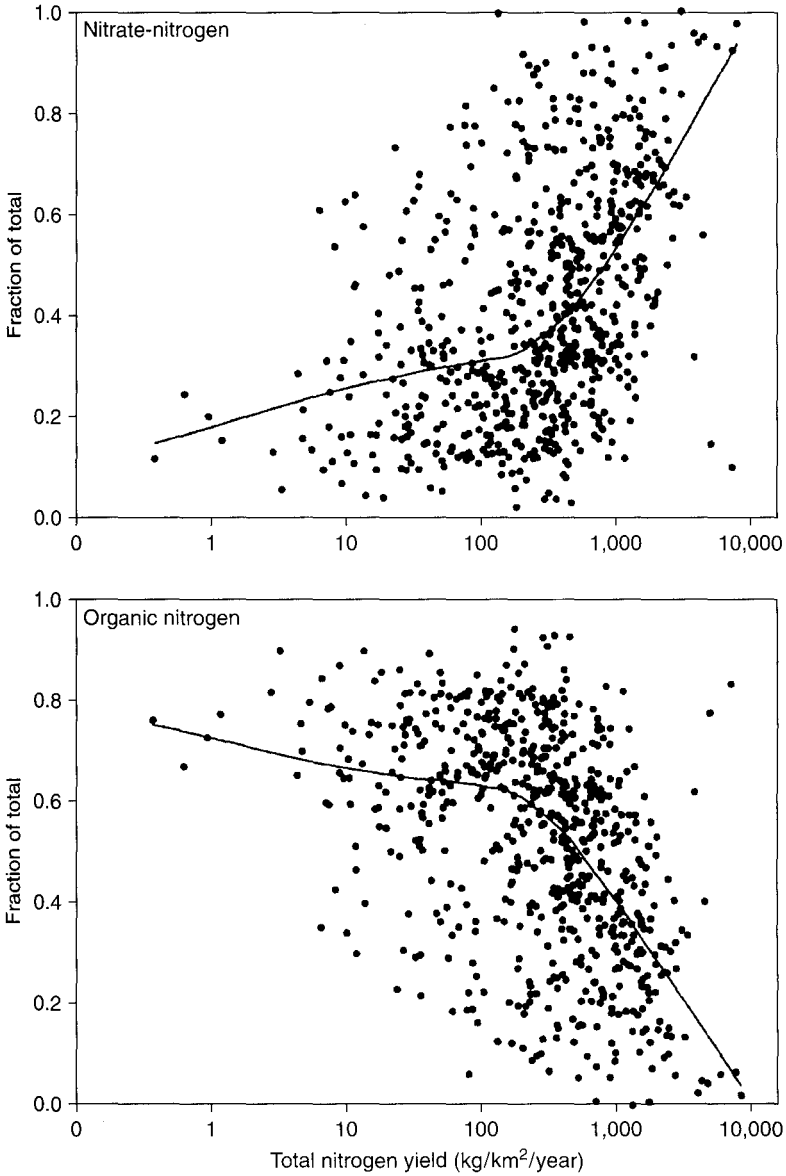 1.0
Nitrate-nitrogen
0.8
0.6
Fraction of total
0.4
0.2
0.0
0 1 10 100 1,000 10,000
1.0
Organic nitrogen
0.8
0.6
Fraction of total
0.4
0.2
0.0
0 1 10 100 1,000 10,000
Total nitrogen yield (kg/km²/year)